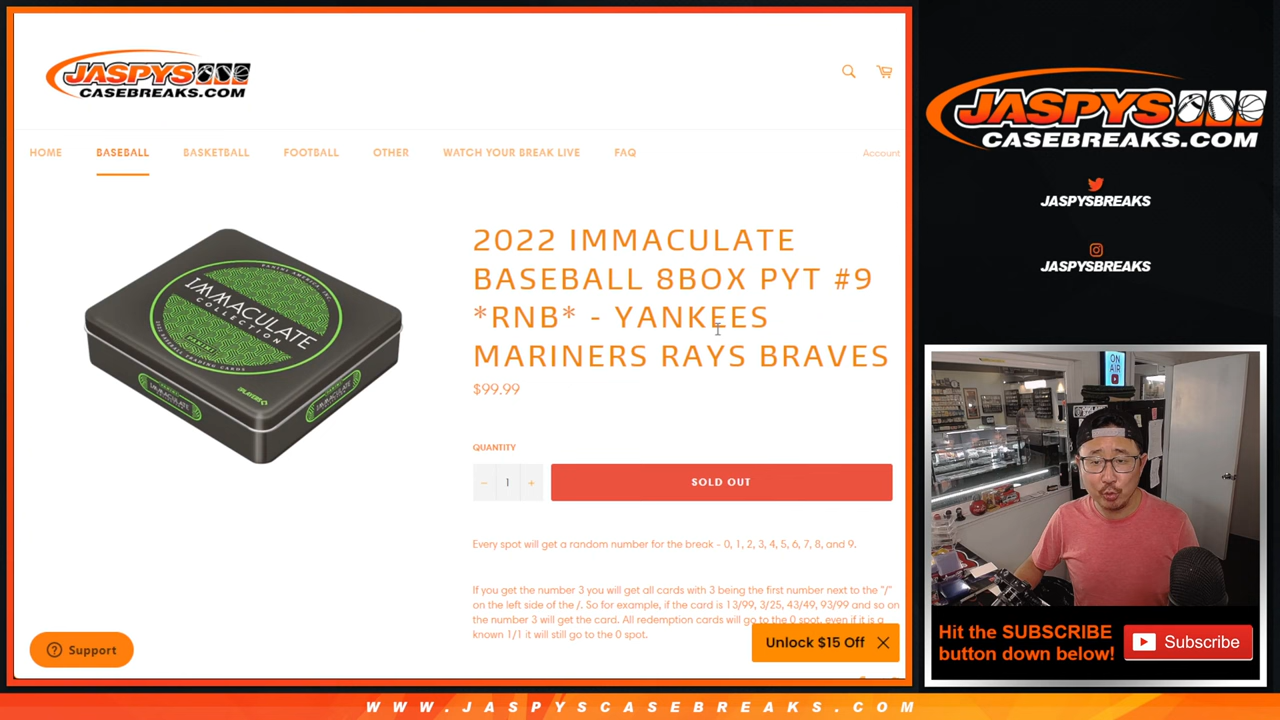 JASPYS
CASEBREAKS.COM
HOME BASEBALL BASKETBALL FOOTBALL OTHER WATCH YOUR BREAK LIVE FAQ Account
IMMACULATE
COLLECTION
PANINI
2022 IMMACULATE
BASEBALL 8BOX PYT #9
*RNB* - YANKEES
MARINERS RAYS BRAVES
$99.99
QUANTITY
− 1 +
SOLD OUT
Every spot will get a random number for the break - 0, 1, 2, 3, 4, 5, 6, 7, 8, and 9.
If you get the number 3 you will get all cards with 3 being the first number next to the "/"
on the left side of the /. So for example, if the card is 13/99, 3/25, 43/49, 93/99 and so on
the number 3 will get the card. All redemption cards will go to the 0 spot, even if it is a
known 1/1 it will still go to the 0 spot.
Support
Unlock $15 Off
JASPYS
CASEBREAKS.COM
JASPYSBREAKS
JASPYSBREAKS
ON
AIR
Hit the SUBSCRIBE
button down below!
Subscribe
WWW.JASPYSCASEBREAKS.COM